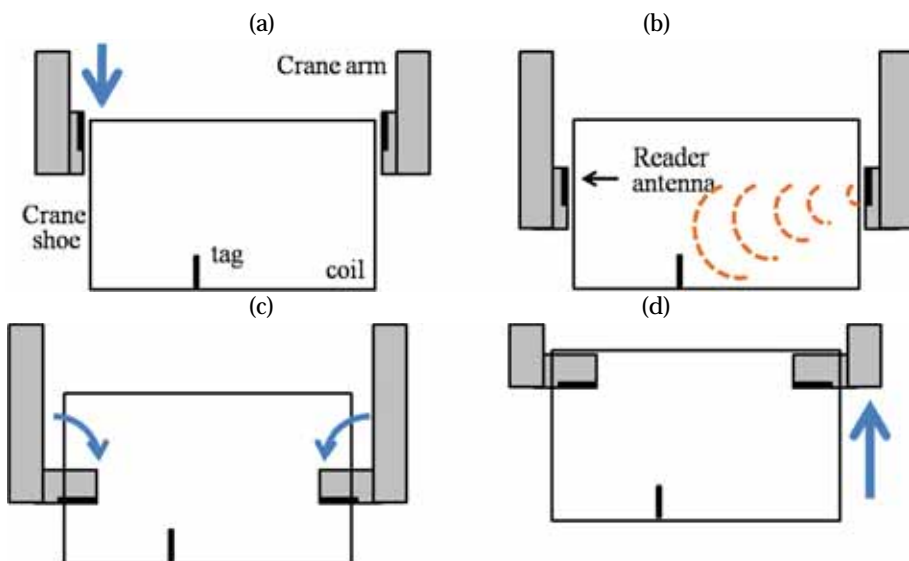 (a)
(b)
Crane arm
Crane
shoe
tag
coil
Reader
antenna
(c)
(d)